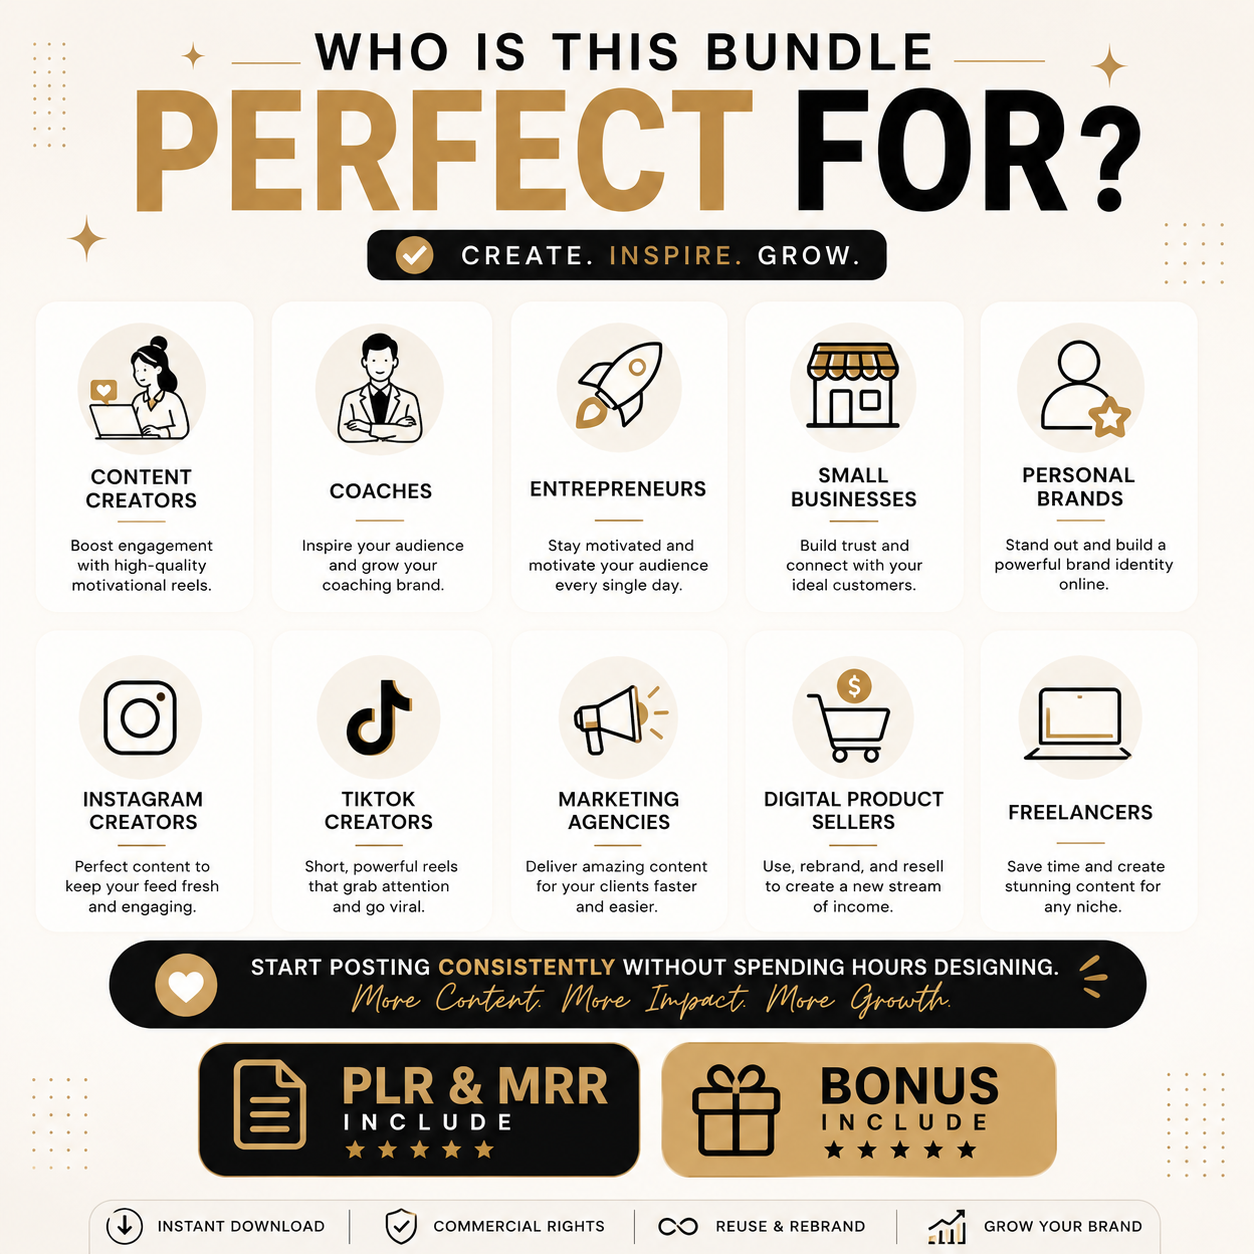 WHO IS THIS BUNDLE
PERFECT FOR?
CREATE. INSPIRE. GROW.
CONTENT
CREATORS
Boost engagement
with high-quality
motivational reels.
COACHES
Inspire your audience
and grow your
coaching brand.
ENTREPRENEURS
Stay motivated and
motivate your audience
every single day.
SMALL
BUSINESSES
Build trust and
connect with your
ideal customers.
PERSONAL
BRANDS
Stand out and build a
powerful brand identity
online.
INSTAGRAM
CREATORS
Perfect content to
keep your feed fresh
and engaging.
TIKTOK
CREATORS
Short, powerful reels
that grab attention
and go viral.
MARKETING
AGENCIES
Deliver amazing content
for your clients faster
and easier.
$
DIGITAL PRODUCT
SELLERS
Use, rebrand, and resell
to create a new stream
of income.
FREELANCERS
Save time and create
stunning content for
any niche.
START POSTING CONSISTENTLY WITHOUT SPENDING HOURS DESIGNING.
More Content. More Impact. More Growth.
PLR & MRR
INCLUDE
BONUS
INCLUDE
INSTANT DOWNLOAD
COMMERCIAL RIGHTS
REUSE & REBRAND
GROW YOUR BRAND